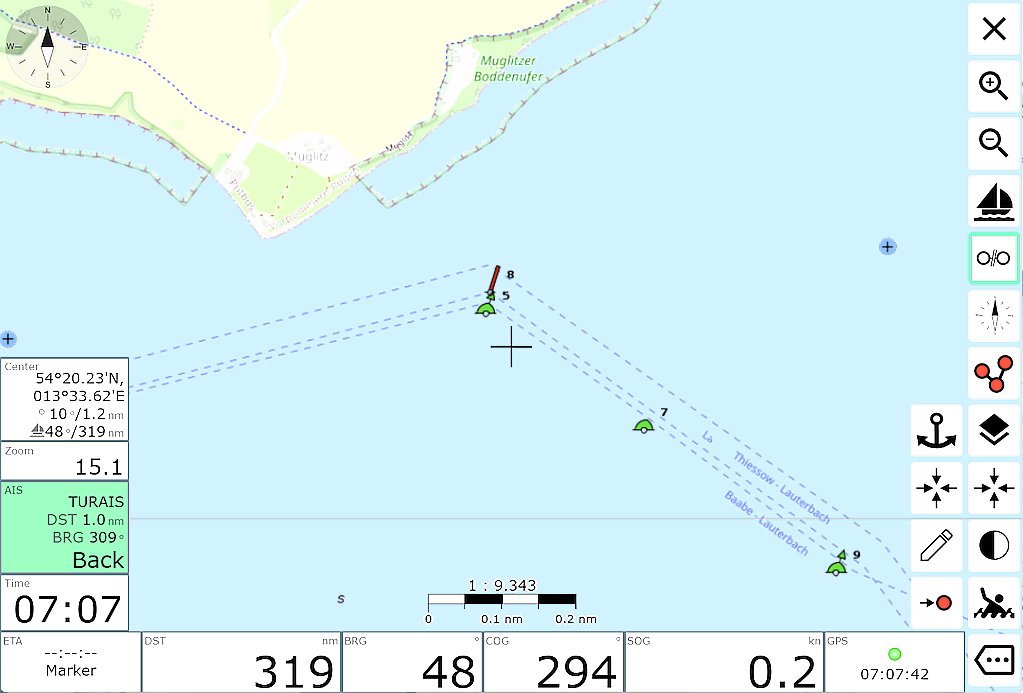 N
W
E
S
Muglitzer
Boddenufer
Muglitz
Muglitz
Putbus
8
5
7
9
Thiessow - Lauterbach
Baabe - Lauterbach
S
Center
54°20.23'N,
013°33.62'E
10°/1.2 nm
48°/319 nm
Zoom
15.1
AIS
TURAIS
DST 1.0 nm
BRG 309°
Back
Time
07:07
1 : 9.343
0 0.1 nm 0.2 nm
ETA
--:--:--
Marker
DST nm
319
BRG °
48
COG °
294
SOG kn
0.2
GPS
07:07:42